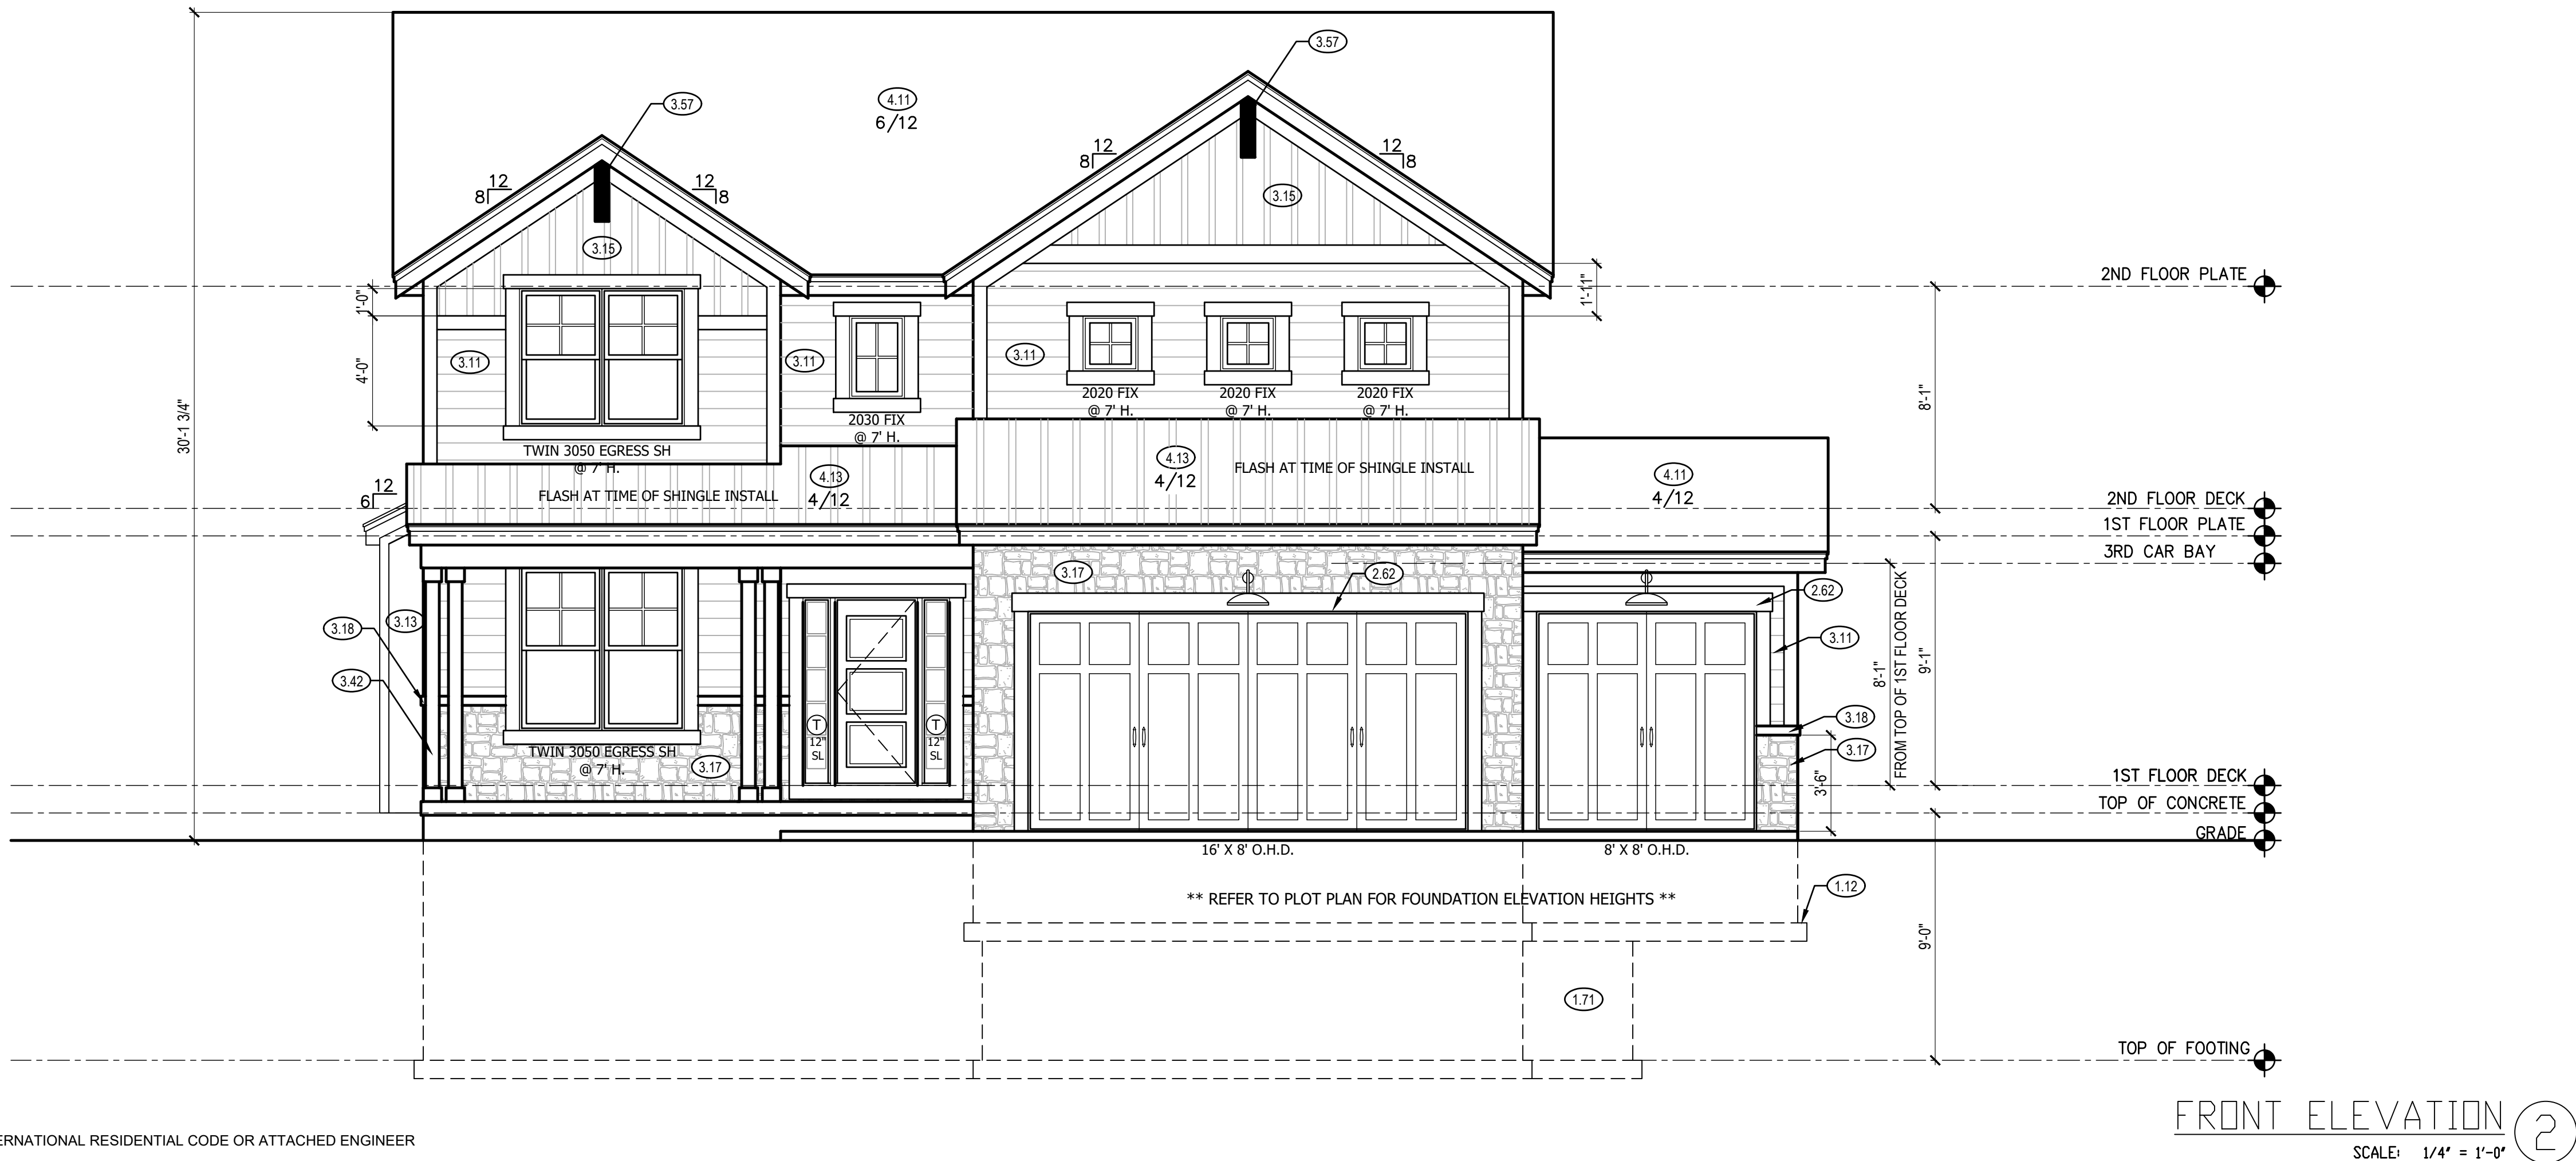 3.57
3.57
4.11
6/12
12
8
12
8
12
8
12
8
3.15
3.15
2ND FLOOR PLATE
1'-0"
1'-11"
4'-0"
3.11
3.11
3.11
2020 FIX
@ 7' H.
2020 FIX
@ 7' H.
2020 FIX
@ 7' H.
8'-1"
30'-1 3/4"
2030 FIX
@ 7' H.
TWIN 3050 EGRESS SH
@ 7' H.
4.13
4/12
FLASH AT TIME OF SHINGLE INSTALL
4.13
4/12
FLASH AT TIME OF SHINGLE INSTALL
4.11
4/12
12
6
2ND FLOOR DECK
1ST FLOOR PLATE
3RD CAR BAY
3.17
2.62
2.62
3.13
3.18
3.11
3.42
8'-1"
FROM TOP OF 1ST FLOOR DECK
9'-1"
3.18
T
12"
SL
T
12"
SL
3.17
TWIN 3050 EGRESS SH
@ 7' H.
3.17
3'-6"
1ST FLOOR DECK
TOP OF CONCRETE
GRADE
16' X 8' O.H.D.
8' X 8' O.H.D.
** REFER TO PLOT PLAN FOR FOUNDATION ELEVATION HEIGHTS **
1.12
9'-0"
1.71
TOP OF FOOTING
FRONT ELEVATION 2
SCALE: 1/4" = 1'-0"
ERNATIONAL RESIDENTIAL CODE OR ATTACHED ENGINEER